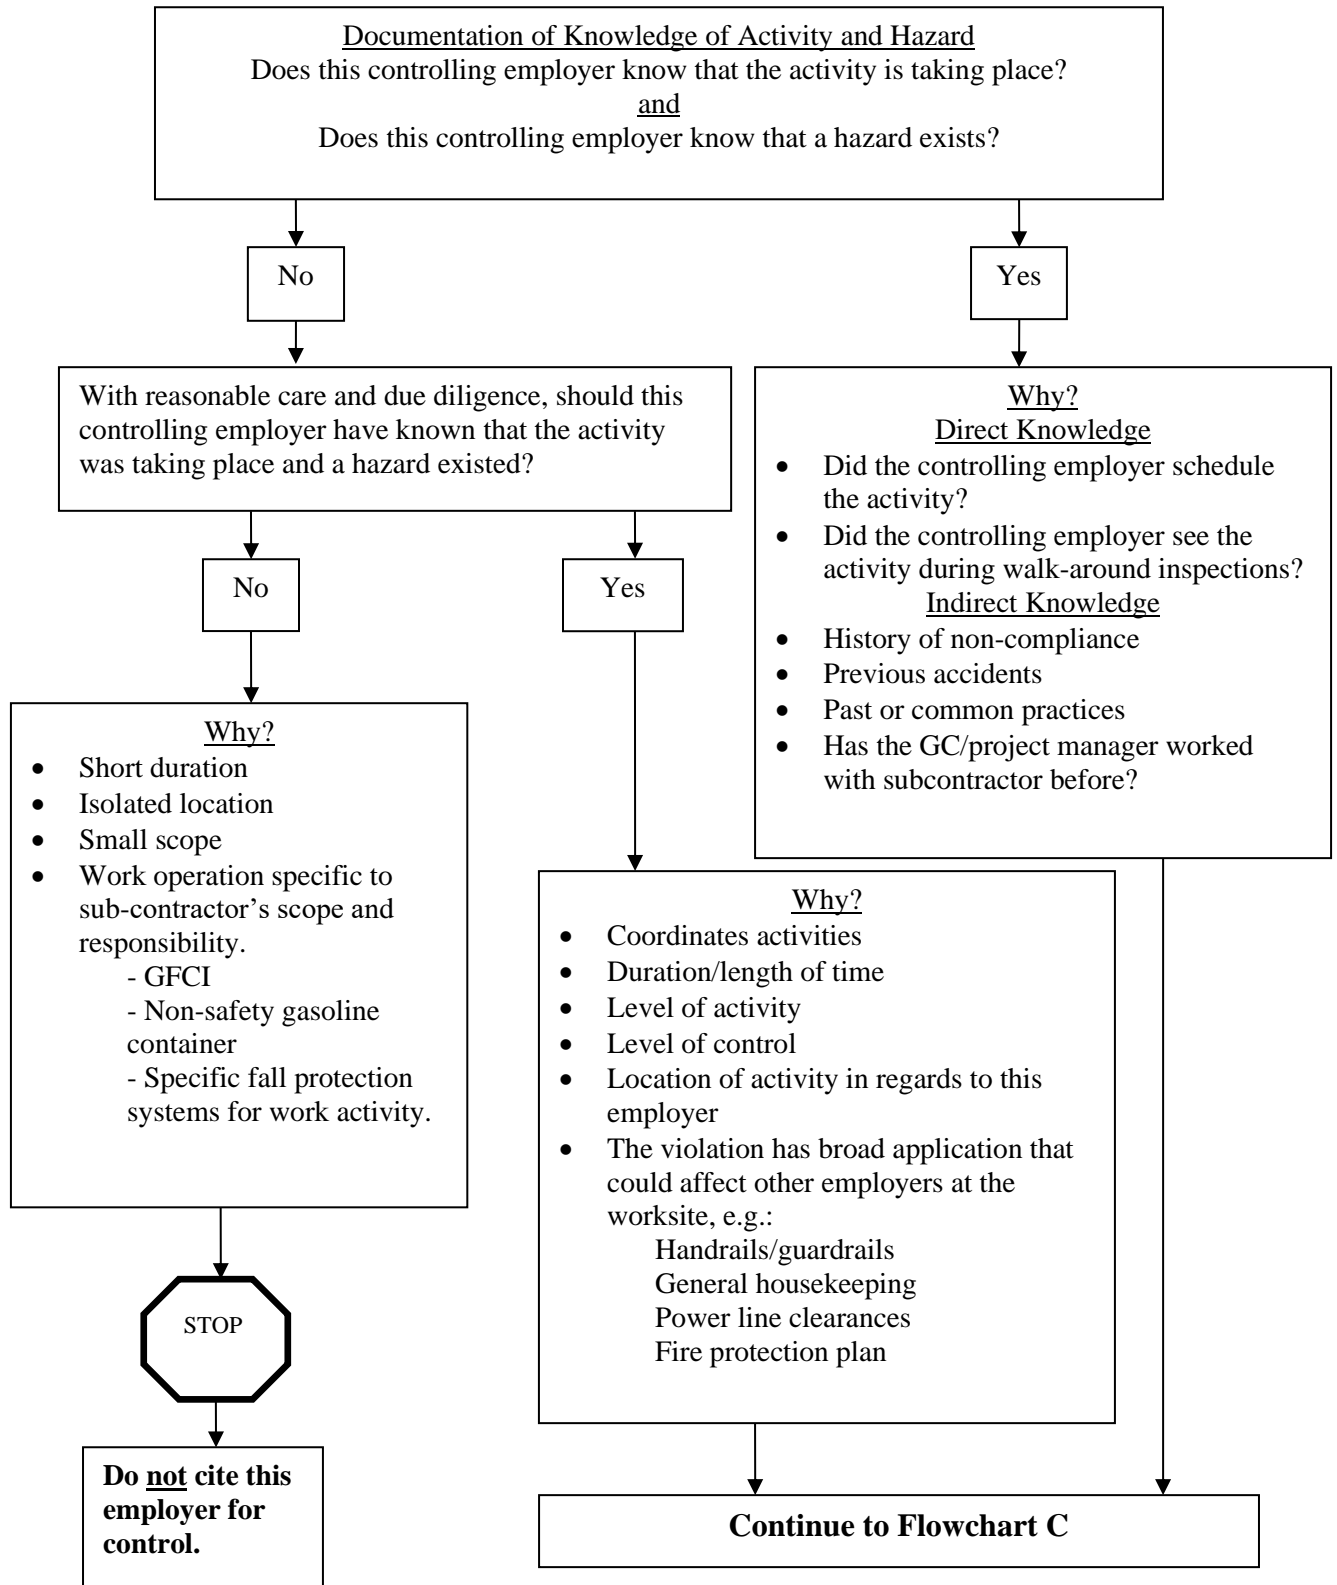 Documentation of Knowledge of Activity and Hazard
Does this controlling employer know that the activity is taking place?
and
Does this controlling employer know that a hazard exists?
No
Yes
With reasonable care and due diligence, should this
controlling employer have known that the activity
was taking place and a hazard existed?
Why?
Direct Knowledge
• Did the controlling employer schedule
the activity?
• Did the controlling employer see the
activity during walk-around inspections?
Indirect Knowledge
• History of non-compliance
• Previous accidents
• Past or common practices
• Has the GC/project manager worked
with subcontractor before?
No
Yes
Why?
• Short duration
• Isolated location
• Small scope
• Work operation specific to
sub-contractor's scope and
responsibility.
- GFCI
- Non-safety gasoline
container
- Specific fall protection
systems for work activity.
Why?
• Coordinates activities
• Duration/length of time
• Level of activity
• Level of control
• Location of activity in regards to this
employer
• The violation has broad application that
could affect other employers at the
worksite, e.g.:
Handrails/guardrails
General housekeeping
Power line clearances
Fire protection plan
STOP
Do not cite this
employer for
control.
Continue to Flowchart C